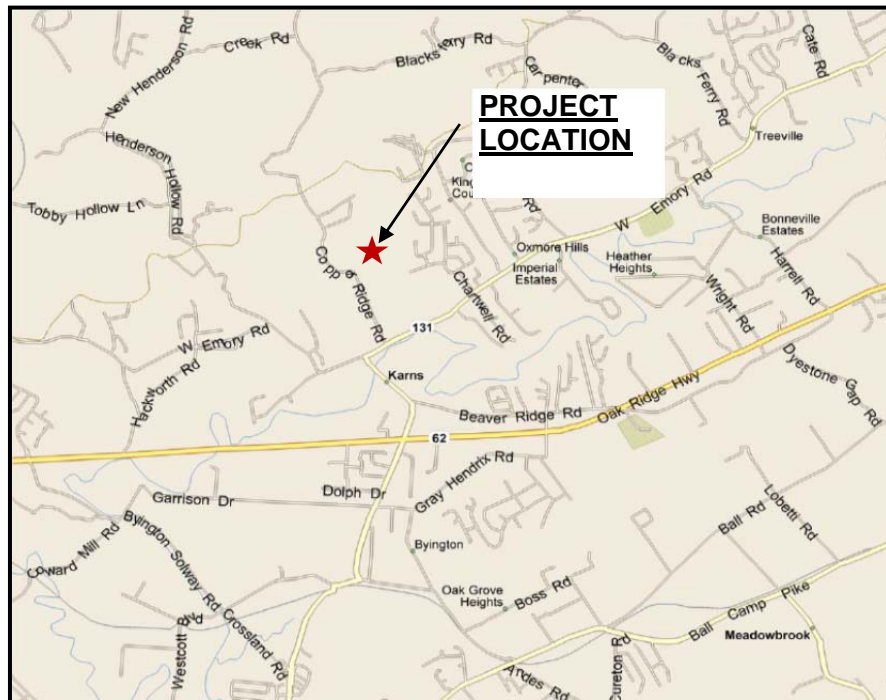 New Henderson Rd
Creek Rd
Blacks Ferry Rd
Blacks Ferry Rd
Cate Rd
Carpenter
PROJECT
LOCATION
Treeville
Henderson Hollow Rd
Tobby Hollow Ln
King
Cou
W Emory Rd
Bonneville
Estates
Oxmore Hills
Imperial
Estates
Heather
Heights
Harrell Rd
Wright Rd
Copp r Ridge Rd
Chartwell Rd
131
W Emory Rd
Hackworth Rd
Karns
Dyestone Gap Rd
Beaver Ridge Rd
Oak Ridge Hwy
62
Gray Hendrix Rd
Garrison Dr
Dolph Dr
Lobetti Rd
Ball Rd
Coward Mill Rd
Byington Solway Rd
Crossland Rd
Byington
Oak Grove
Heights
Boss Rd
Ball Camp Pike
Meadowbrook
Westcott Blvd
Andes Rd
Cureton Rd